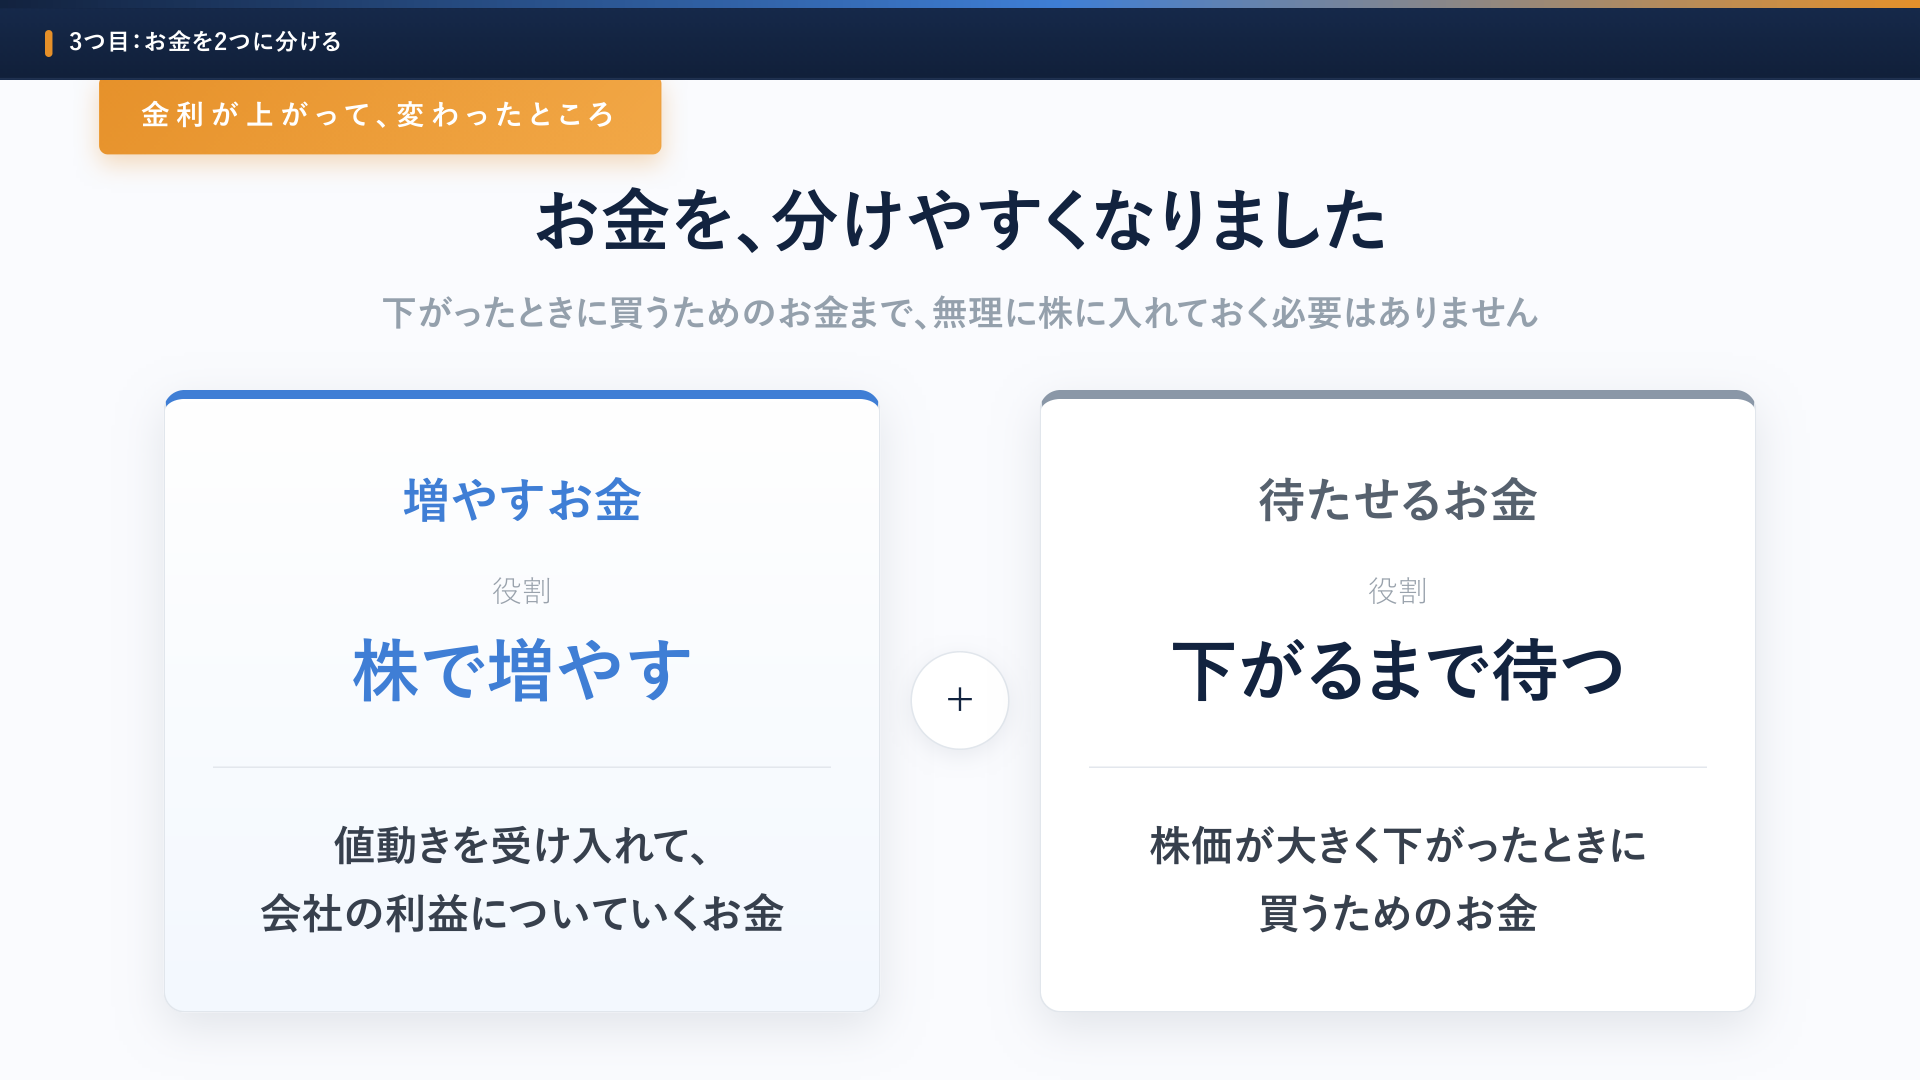 3つ目：お金を2つに分ける
金利が上がって、変わったところ
お金を、分けやすくなりました
下がったときに買うためのお金まで、無理に株に入れておく必要はありません
増やすお金
役割
株で増やす
値動きを受け入れて、
会社の利益についていくお金
+
待たせるお金
役割
下がるまで待つ
株価が大きく下がったときに
買うためのお金